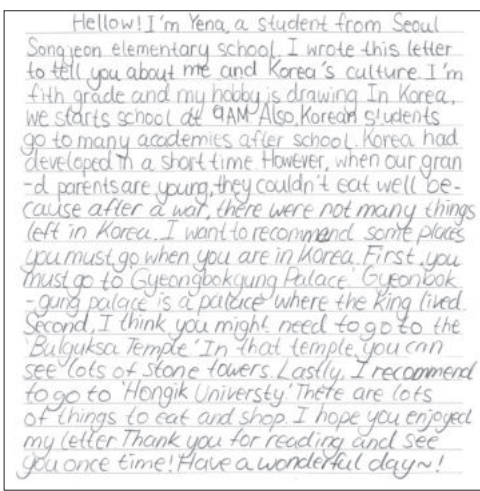 Hellow! I'm Yena, a student from Seoul
Songjeon elementary school. I wrote this letter
to tell you about me and Korea's culture. I'm
fith grade and my hobby is drawing. In Korea,
we starts school at 9AM. Also, Korean students
go to many academies after school. Korea had
developed in a short time. However, when our gran
-d parents are young, they couldn't eat well be-
cause after a war, there were not many things
left in Korea. I want to recommend some places
you must go when you are in Korea. First, you
must go to 'Gyeongbokgung Palace'. Gyeonbok
-gung palace is a palace where the king lived.
Second, I think you might need to go to the
'Bulguksa Temple'. In that temple, you can
see lots of stone towers. Lastly, I recommend
to go to 'Hongik Universty'. There are lots
of things to eat and shop. I hope you enjoyed
my letter. Thank you for reading and see
you once time! Have a wonderful day~!